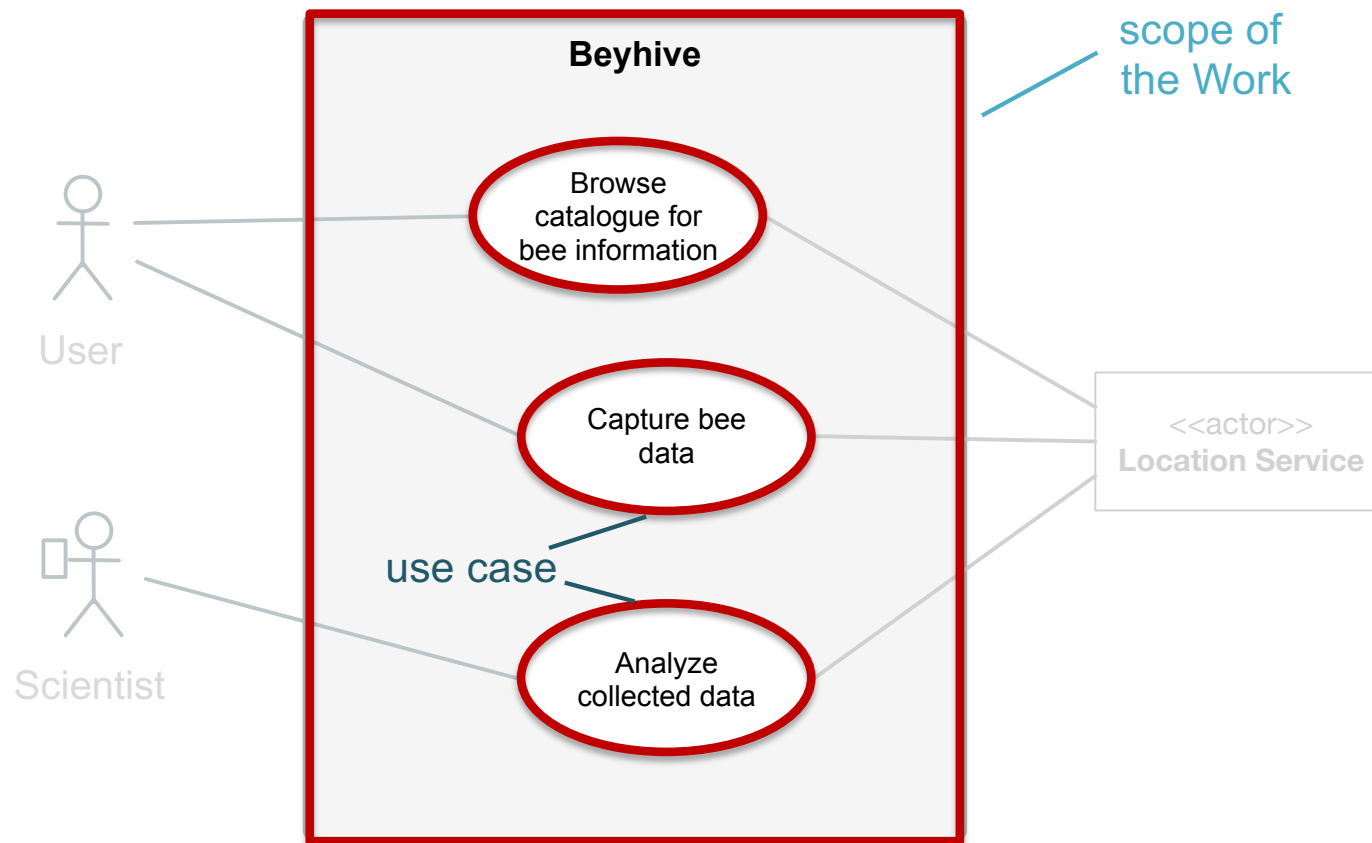 scope of
the Work
Beyhive
Browse
catalogue for
bee information
User
Capture bee
data
<<actor>>
Location Service
use case
Analyze
collected data
Scientist